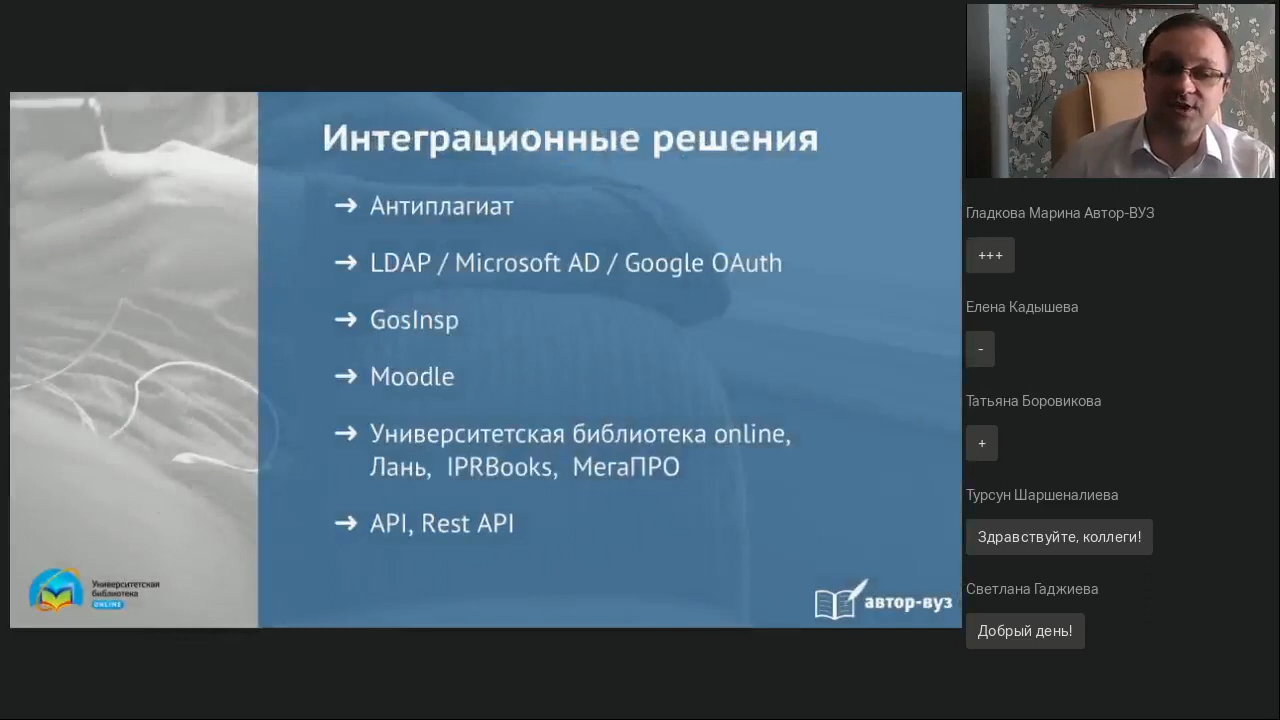 Интеграционные решения
→ Антиплагиат
→ LDAP / Microsoft AD / Google OAuth
→ GosInsp
→ Moodle
→ Университетская библиотека online,
Лань, IPRBooks, МегаПРО
→ API, Rest API
Университетская
библиотека
ONLINE
автор-вуз
Гладкова Марина Автор-ВУЗ
+++
Елена Кадышева
-
Татьяна Боровикова
+
Турсун Шаршеналиева
Здравствуйте, коллеги!
Светлана Гаджиева
Добрый день!